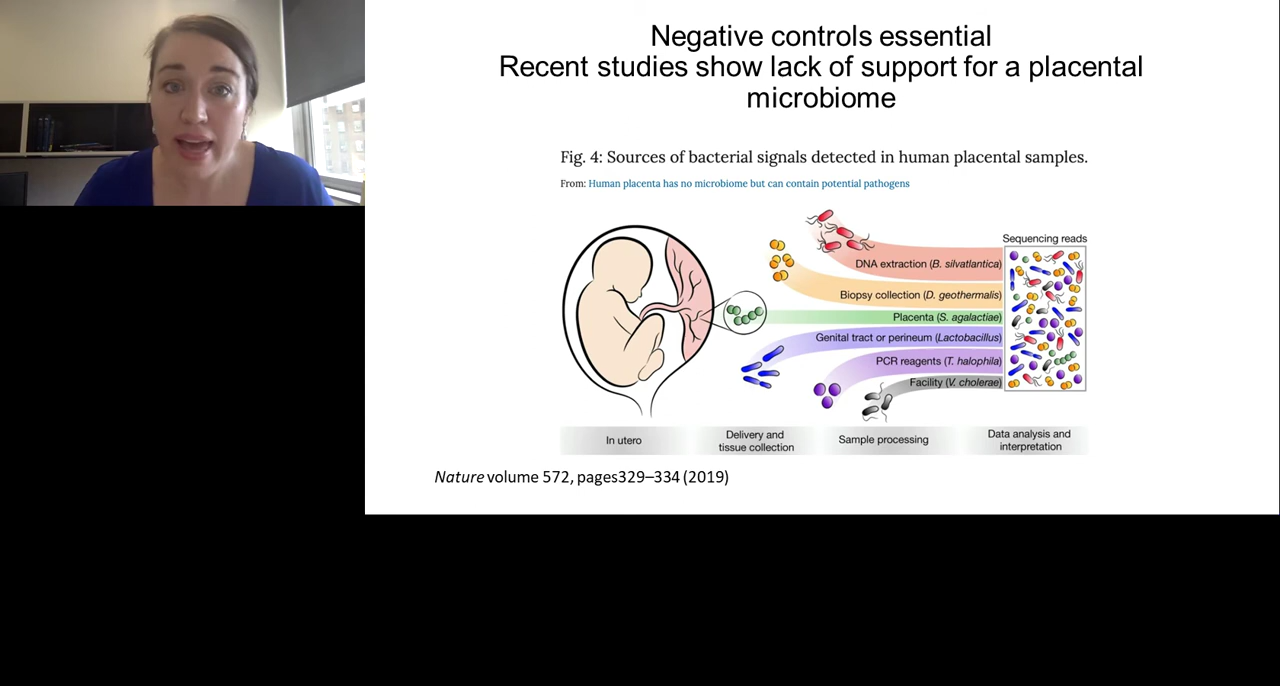 Negative controls essential
Recent studies show lack of support for a placental
microbiome
Fig. 4: Sources of bacterial signals detected in human placental samples.
From: Human placenta has no microbiome but can contain potential pathogens
Sequencing reads
DNA extraction (B. silvatlantica)
Biopsy collection (D. geothermalis)
Placenta (S. agalactiae)
Genital tract or perineum (Lactobacillus)
PCR reagents (T. halophila)
Facility (V. cholerae)
In utero
Delivery and
tissue collection
Sample processing
Data analysis and
interpretation
Nature volume 572, pages329–334 (2019)